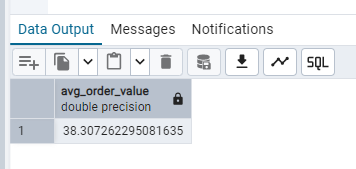 Data Output Messages Notifications
SQL
avg_order_value
double precision
1 38.307262295081635